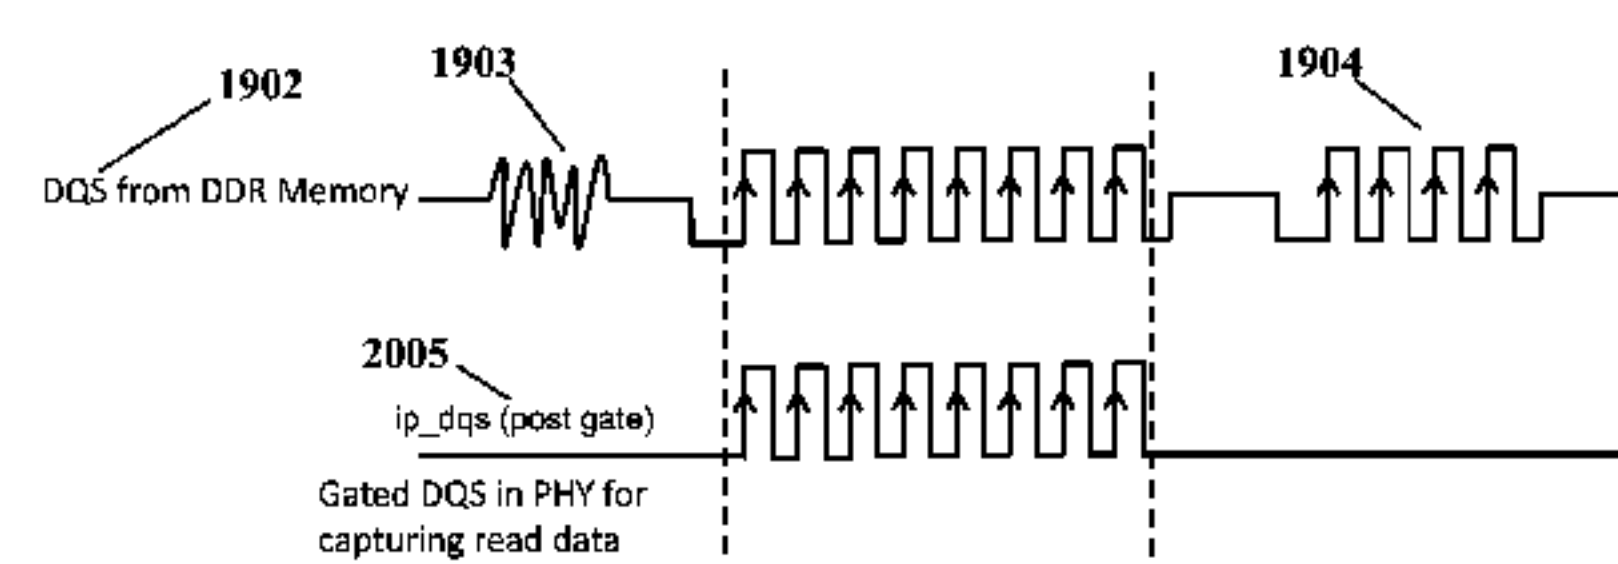 1902
1903
1904
DQS from DDR Memory
2005
ip_dqs (post gate)
Gated DQS in PHY for
capturing read data